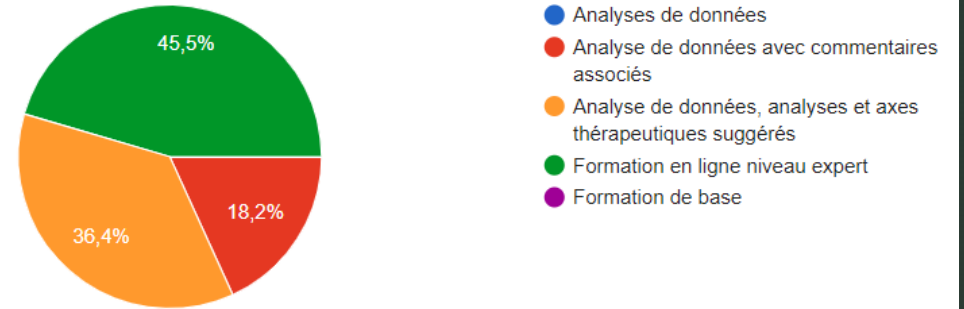 45,5%
36,4%
18,2%
Analyses de données
Analyse de données avec commentaires
associés
Analyse de données, analyses et axes
thérapeutiques suggérés
Formation en ligne niveau expert
Formation de base